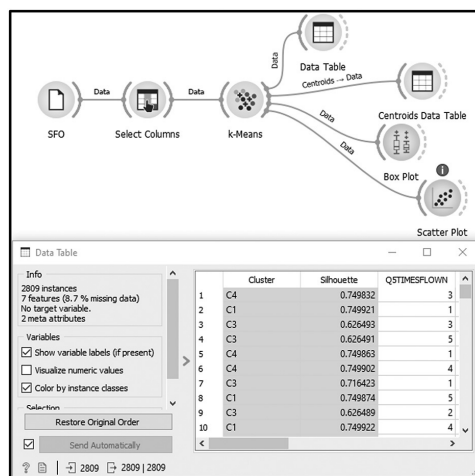 Data
Data Table
Data
Data
Centroids → Data
SFO
Select Columns
k-Means
Data
Centroids Data Table
Data
Box Plot
Scatter Plot
Data Table
Info
2809 instances
7 features (8.7 % missing data)
No target variable.
2 meta attributes
Variables
Show variable labels (if present)
Visualize numeric values
Color by instance classes
Selection
Restore Original Order
Send Automatically
2809 2809 | 2809
Cluster Silhouette Q5TIMESFLOWN
1 C4 0.749832 3
2 C1 0.749921 1
3 C3 0.626493 3
4 C3 0.626491 5
5 C4 0.749863 1
6 C4 0.749902 4
7 C3 0.716423 1
8 C1 0.749874 5
9 C3 0.626489 2
10 C1 0.749922 4